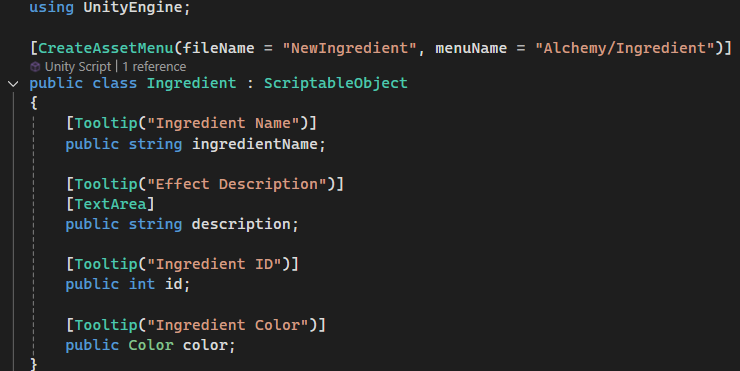 using UnityEngine;
[CreateAssetMenu(fileName = "NewIngredient", menuName = "Alchemy/Ingredient")]
Unity Script | 1 reference
public class Ingredient : ScriptableObject
{
[Tooltip("Ingredient Name")]
public string ingredientName;
[Tooltip("Effect Description")]
[TextArea]
public string description;
[Tooltip("Ingredient ID")]
public int id;
[Tooltip("Ingredient Color")]
public Color color;
}